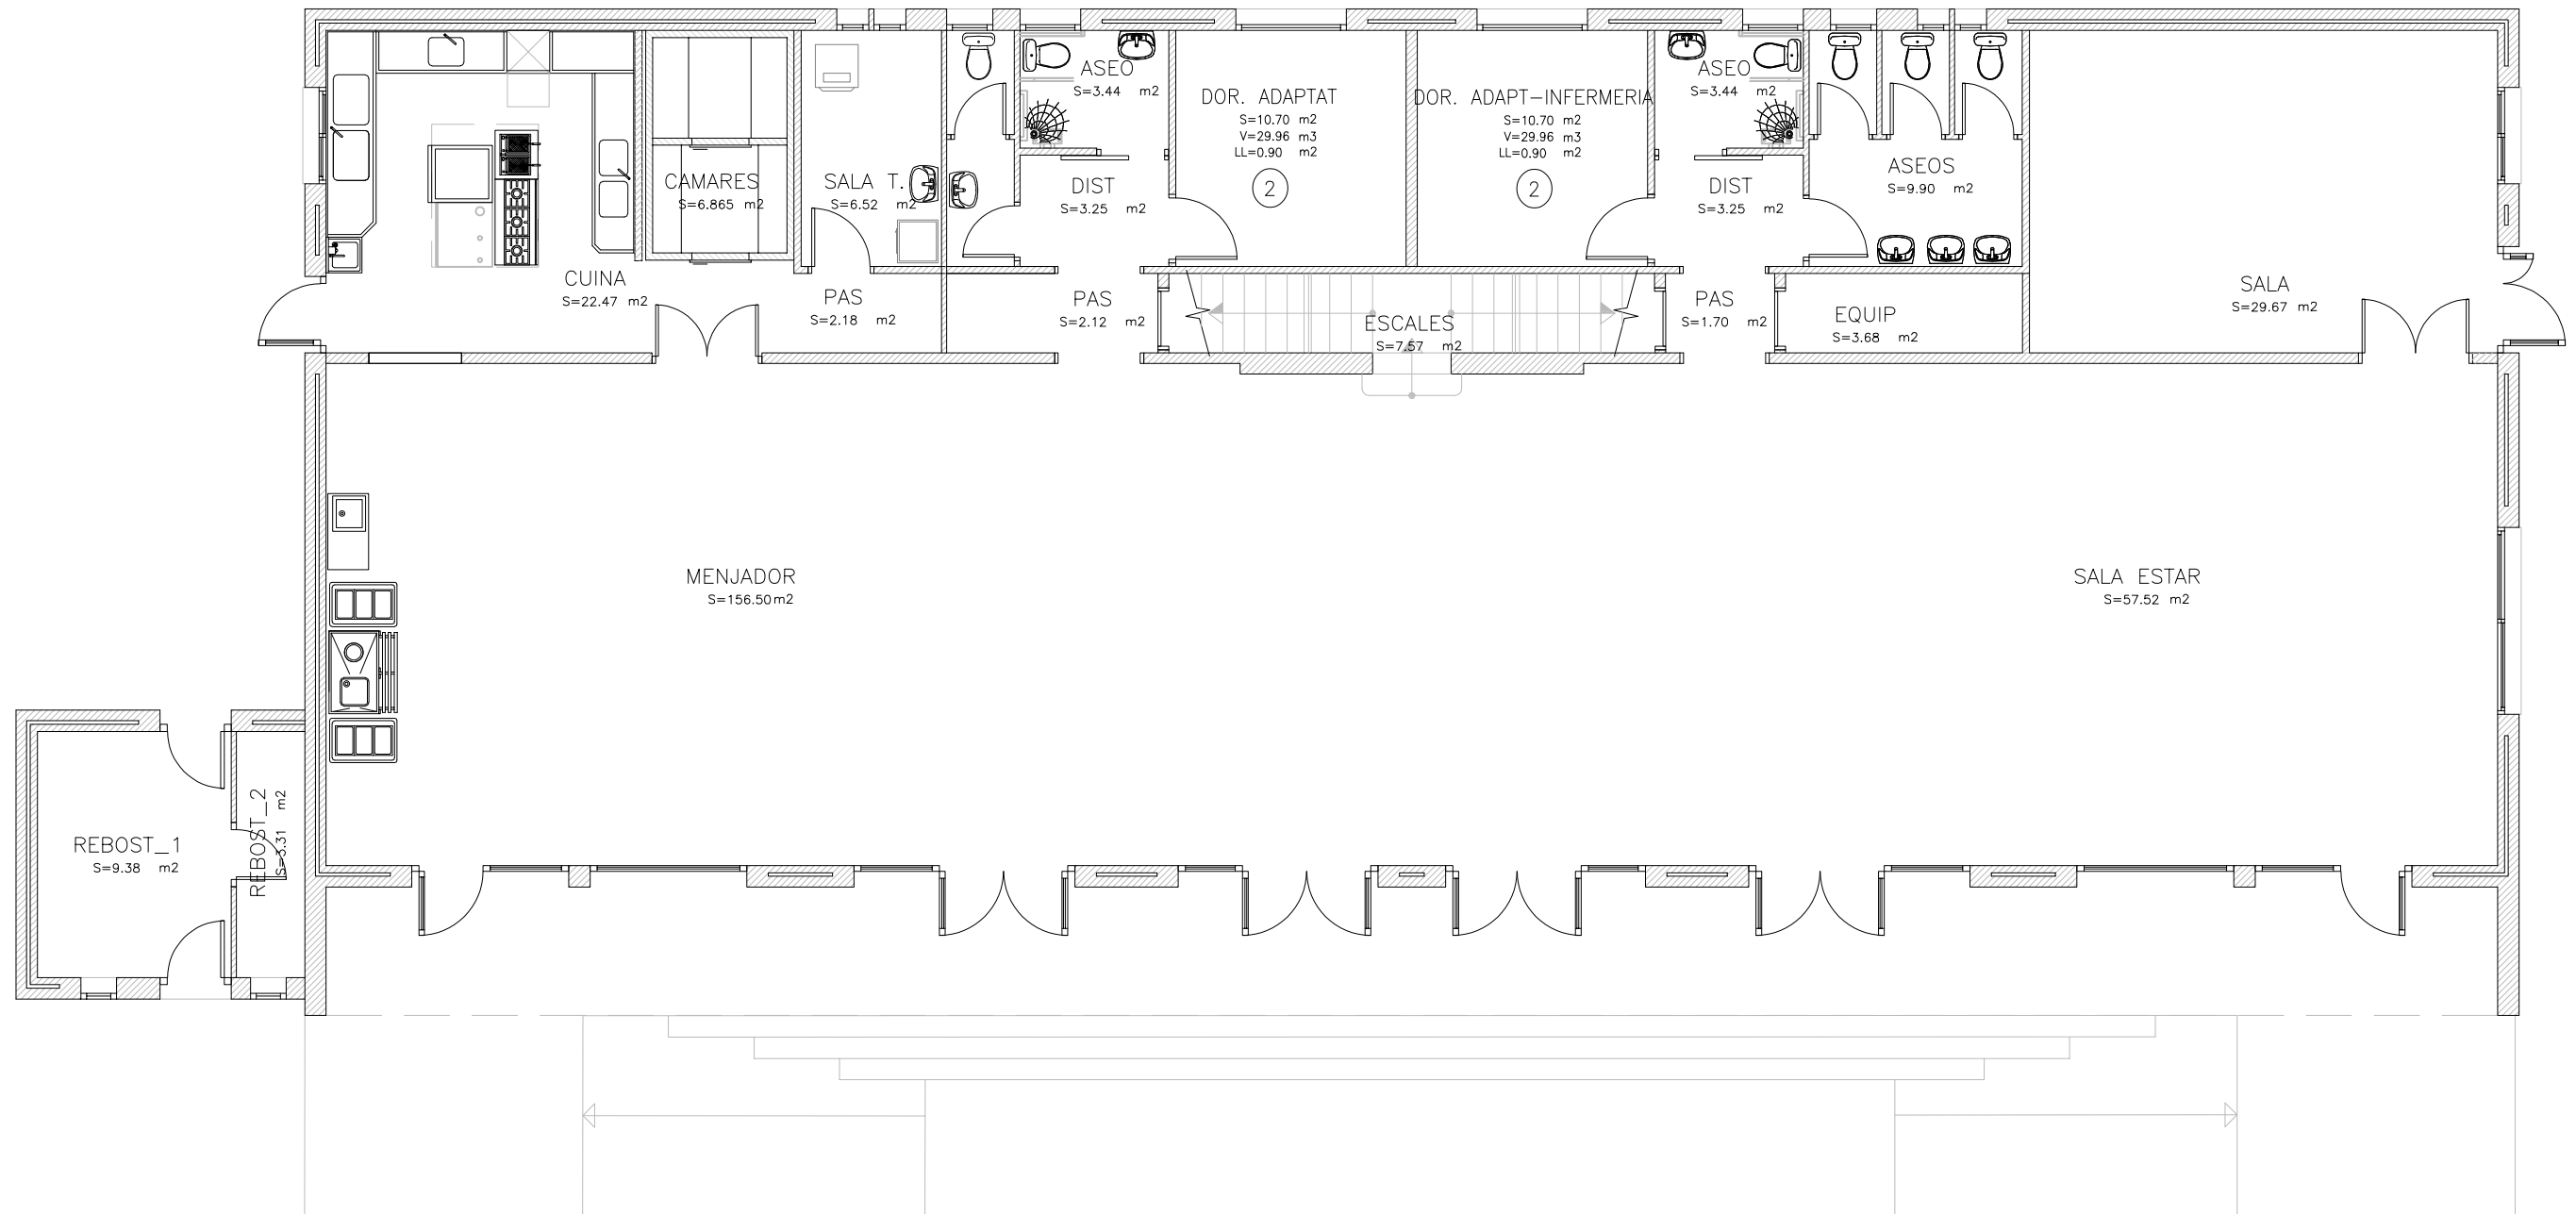 ASEO
S=3.44 m2
ASEO
S=3.44 m2
DOR. ADAPTAT
S=10.70 m2
V=29.96 m3
LL=0.90 m2
2
DOR. ADAPT-INFERMERIA
S=10.70 m2
V=29.96 m3
LL=0.90 m2
2
CAMARES
S=6.865 m2
SALA T.
S=6.52 m2
DIST
S=3.25 m2
DIST
S=3.25 m2
ASEOS
S=9.90 m2
CUINA
S=22.47 m2
PAS
S=2.18 m2
PAS
S=2.12 m2
ESCALES
S=7.57 m2
PAS
S=1.70 m2
EQUIP
S=3.68 m2
SALA
S=29.67 m2
MENJADOR
S=156.50m2
SALA ESTAR
S=57.52 m2
REBOST_1
S=9.38 m2
REBOST_2
S=3.31 m2